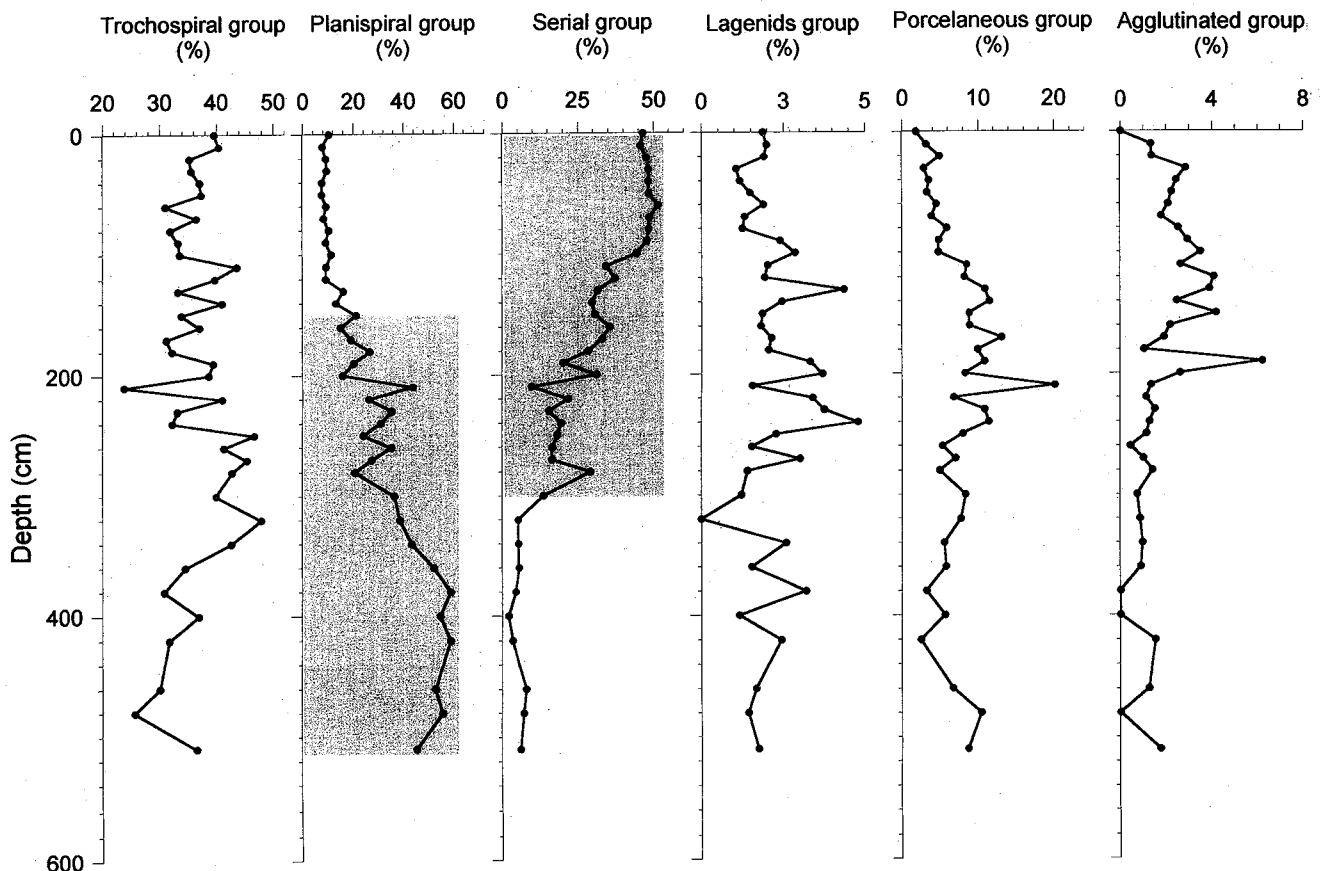 Trochospiral group
(%)
Planispiral group
(%)
Serial group
(%)
Lagenids group
(%)
Porcelaneous group
(%)
Agglutinated group
(%)
20 30 40 50
0 20 40 60
0 25 50
0 3 5
0 10 20
0 4 8
0
200
400
600
Depth (cm)